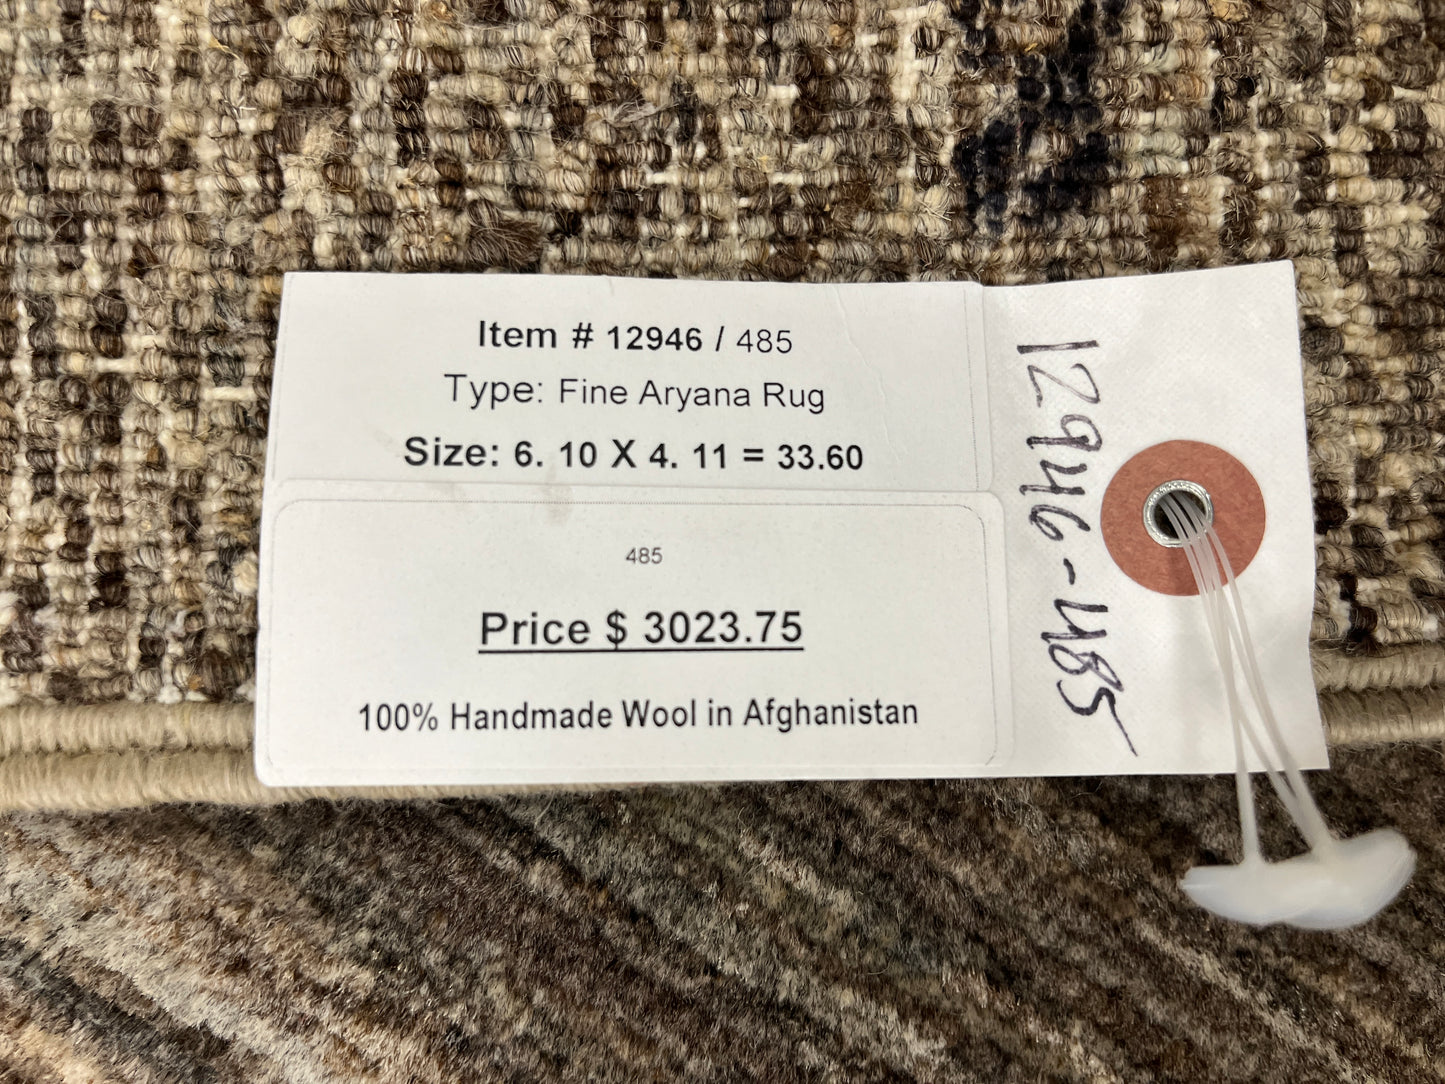 Item # 12946 / 485
Type: Fine Aryana Rug
Size: 6. 10 X 4. 11 = 33.60
485
Price $ 3023.75
100% Handmade Wool in Afghanistan
12946-485